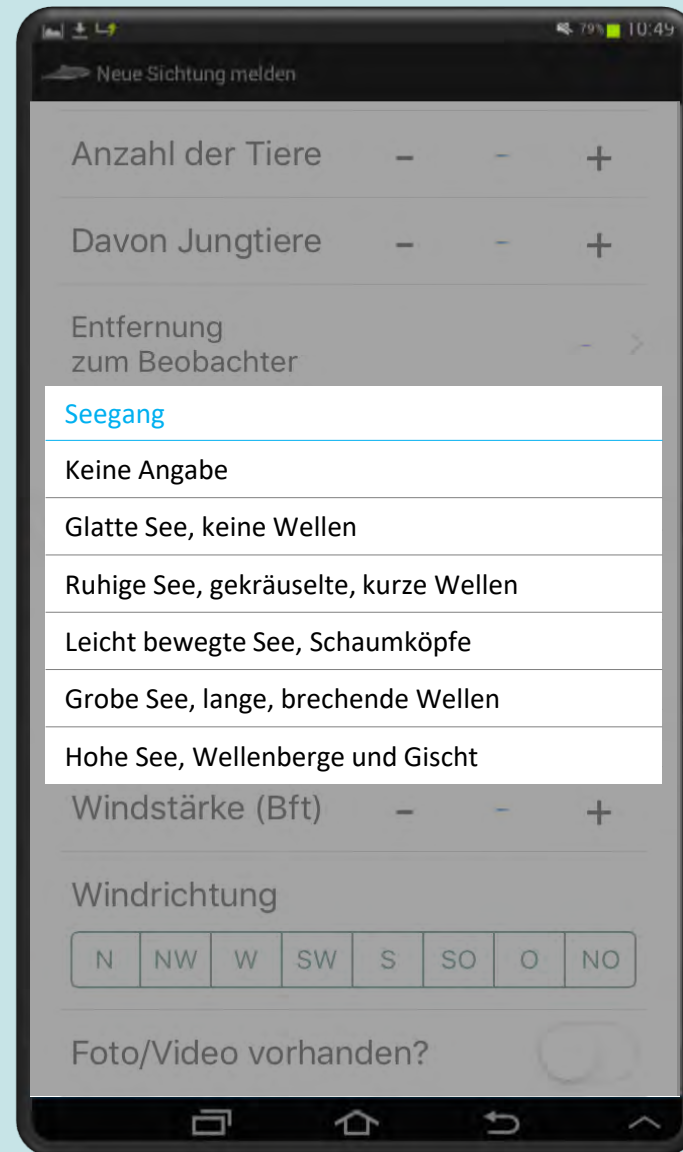 79% 10:49
Neue Sichtung melden
Anzahl der Tiere - - +
Davon Jungtiere - - +
Entfernung
zum Beobachter - >
Seegang
Keine Angabe
Glatte See, keine Wellen
Ruhige See, gekräuselte, kurze Wellen
Leicht bewegte See, Schaumköpfe
Grobe See, lange, brechende Wellen
Hohe See, Wellenberge und Gischt
Windstärke (Bft) - - +
Windrichtung
N NW W SW S SO O NO
Foto/Video vorhanden?